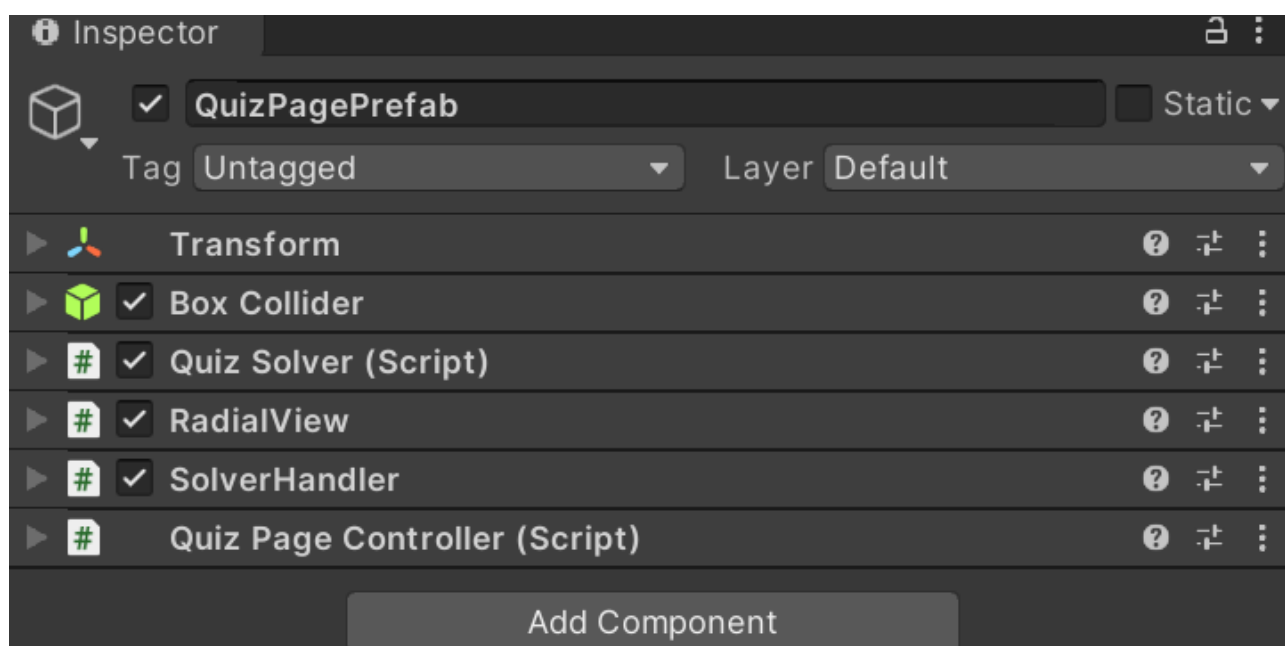 Inspector
QuizPagePrefab Static
Tag Untagged Layer Default
Transform
Box Collider
# Quiz Solver (Script)
# RadialView
# SolverHandler
# Quiz Page Controller (Script)
Add Component